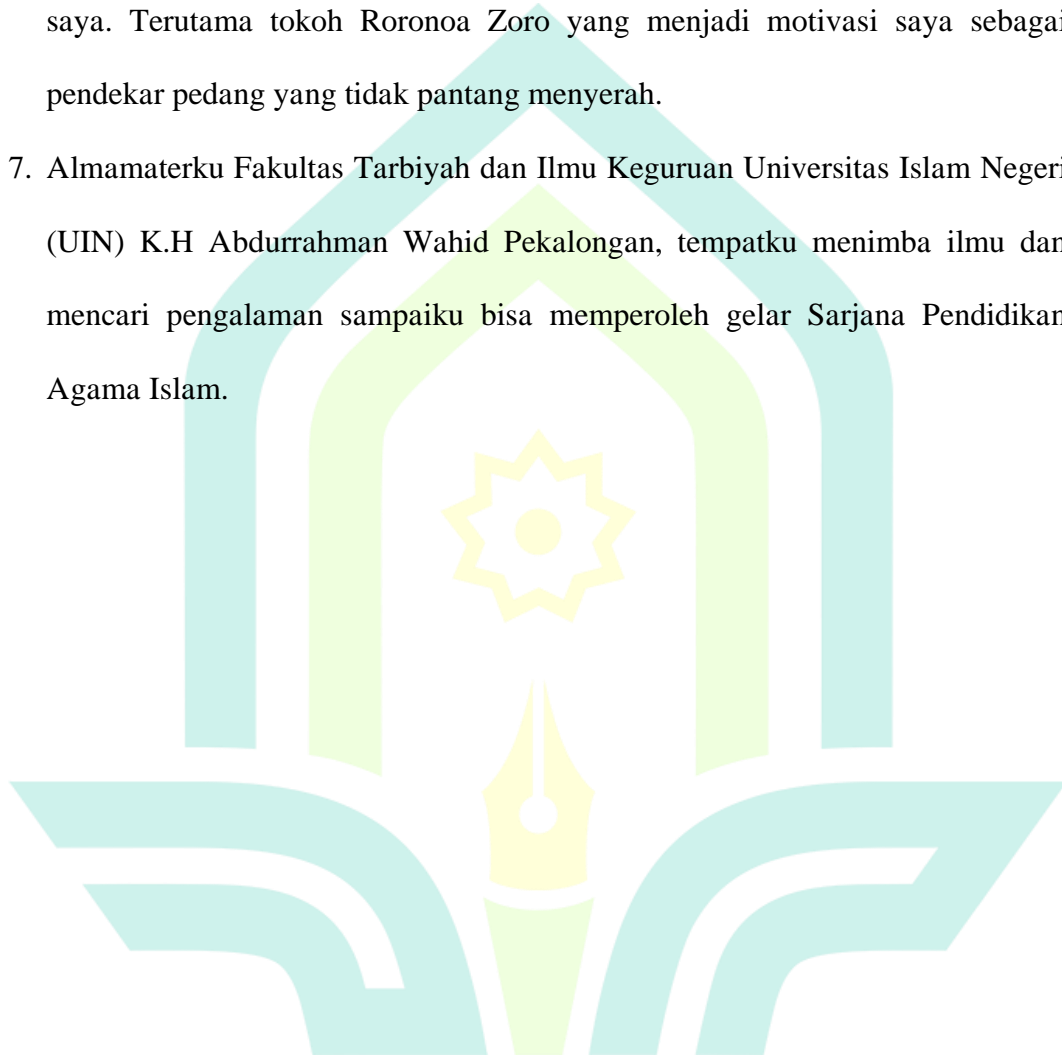 saya. Terutama tokoh Roronoa Zoro yang menjadi motivasi saya sebagai
pendekar pedang yang tidak pantang menyerah.
7. Almamaterku Fakultas Tarbiyah dan Ilmu Keguruan Universitas Islam Negeri
(UIN) K.H Abdurrahman Wahid Pekalongan, tempatku menimba ilmu dan
mencari pengalaman sampaiku bisa memperoleh gelar Sarjana Pendidikan
Agama Islam.